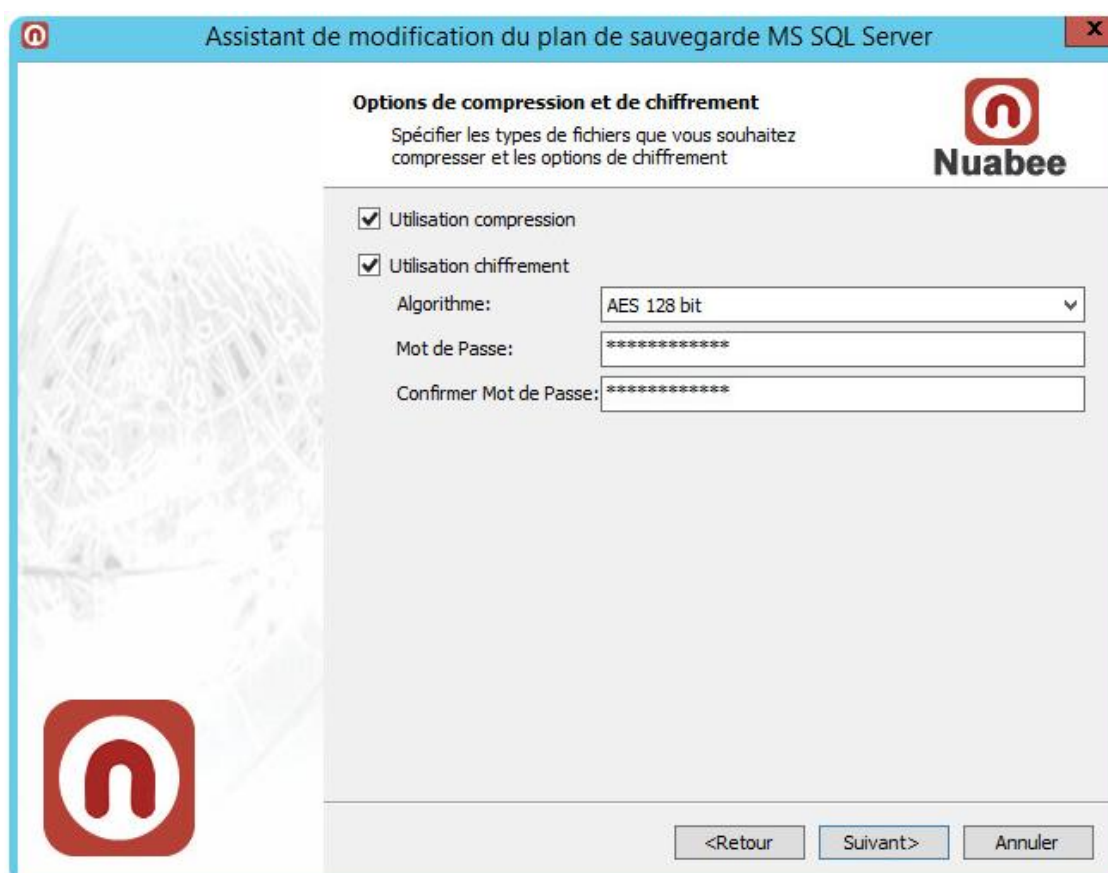 Assistant de modification du plan de sauvegarde MS SQL Server
x
Options de compression et de chiffrement
Spécifier les types de fichiers que vous souhaitez
compresser et les options de chiffrement
Nuabee
Utilisation compression
Utilisation chiffrement
Algorithme: AES 128 bit
Mot de Passe: ************
Confirmer Mot de Passe: ************
<Retour Suivant> Annuler